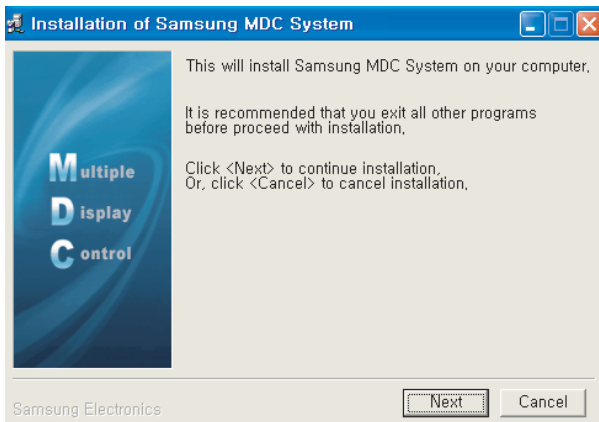 Installation of Samsung MDC System
This will install Samsung MDC System on your computer,
It is recommended that you exit all other programs
before proceed with installation,
Click <Next> to continue installation,
Or, click <Cancel> to cancel installation,
Multiple
Display
Control
Samsung Electronics
Next
Cancel